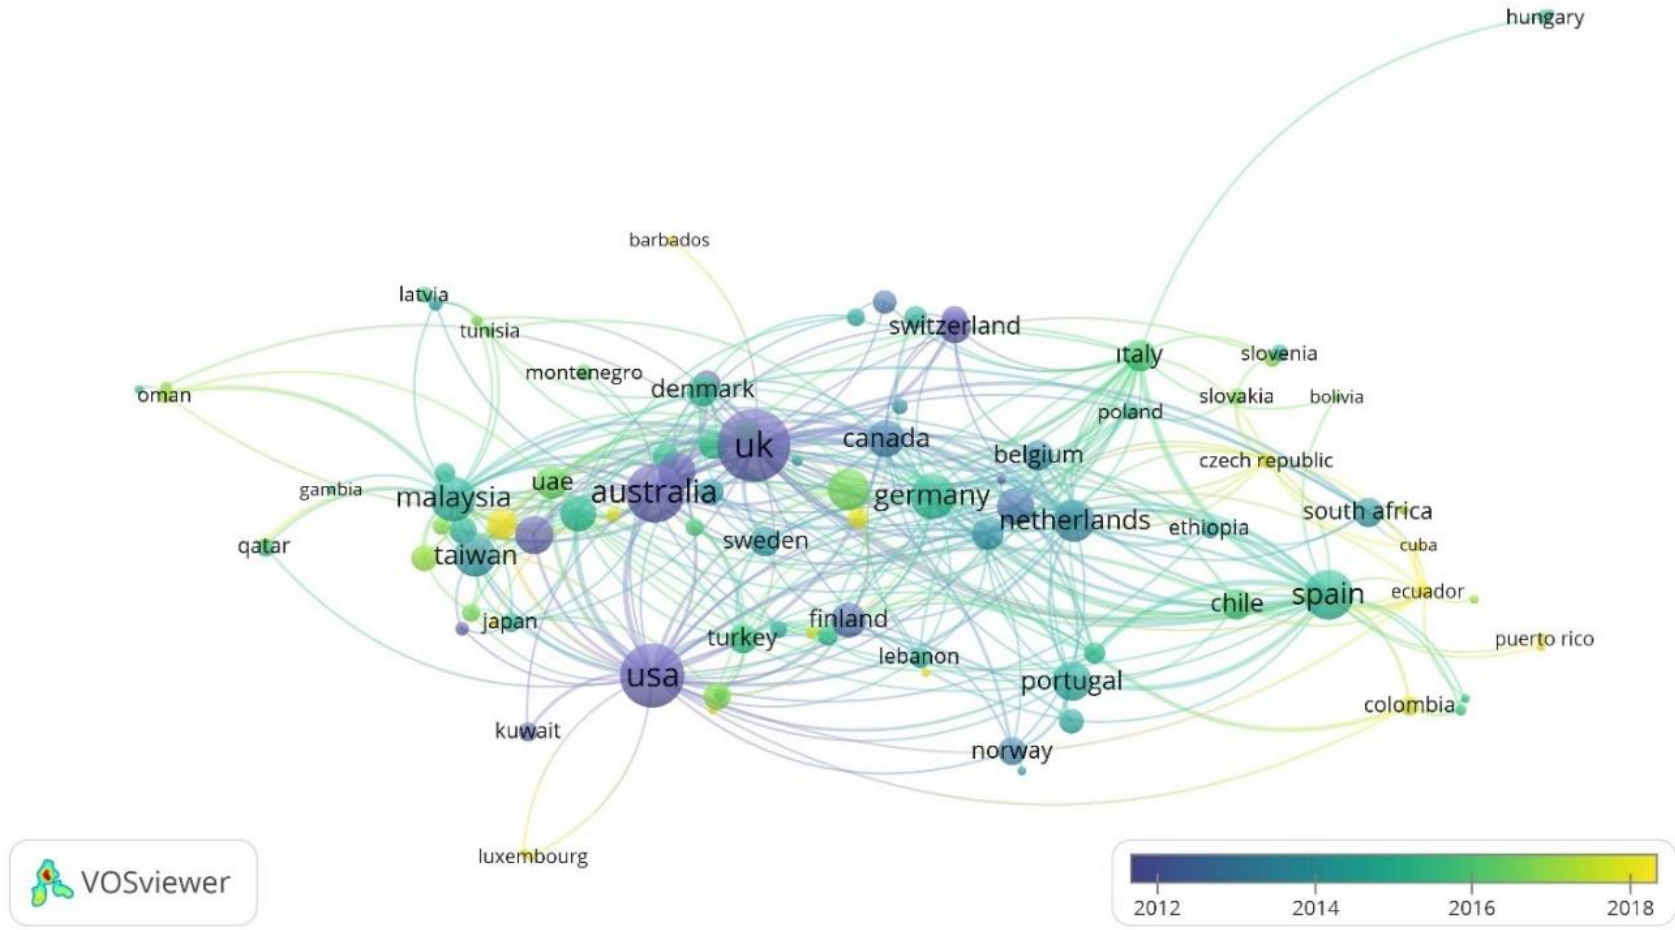 hungary
barbados
latvia
switzerland
tunisia
italy
slovenia
montenegro
denmark
oman
slovakia
bolivia
poland
uk
canada
belgium
czech republic
uae
gambia
malaysia
australia
germany
south africa
netherlands
ethiopia
qatar
sweden
cuba
taiwan
ecuador
spain
chile
japan
finland
turkey
puerto rico
lebanon
usa
portugal
colombia
kuwait
norway
luxembourg
VOSviewer
2012 2014 2016 2018